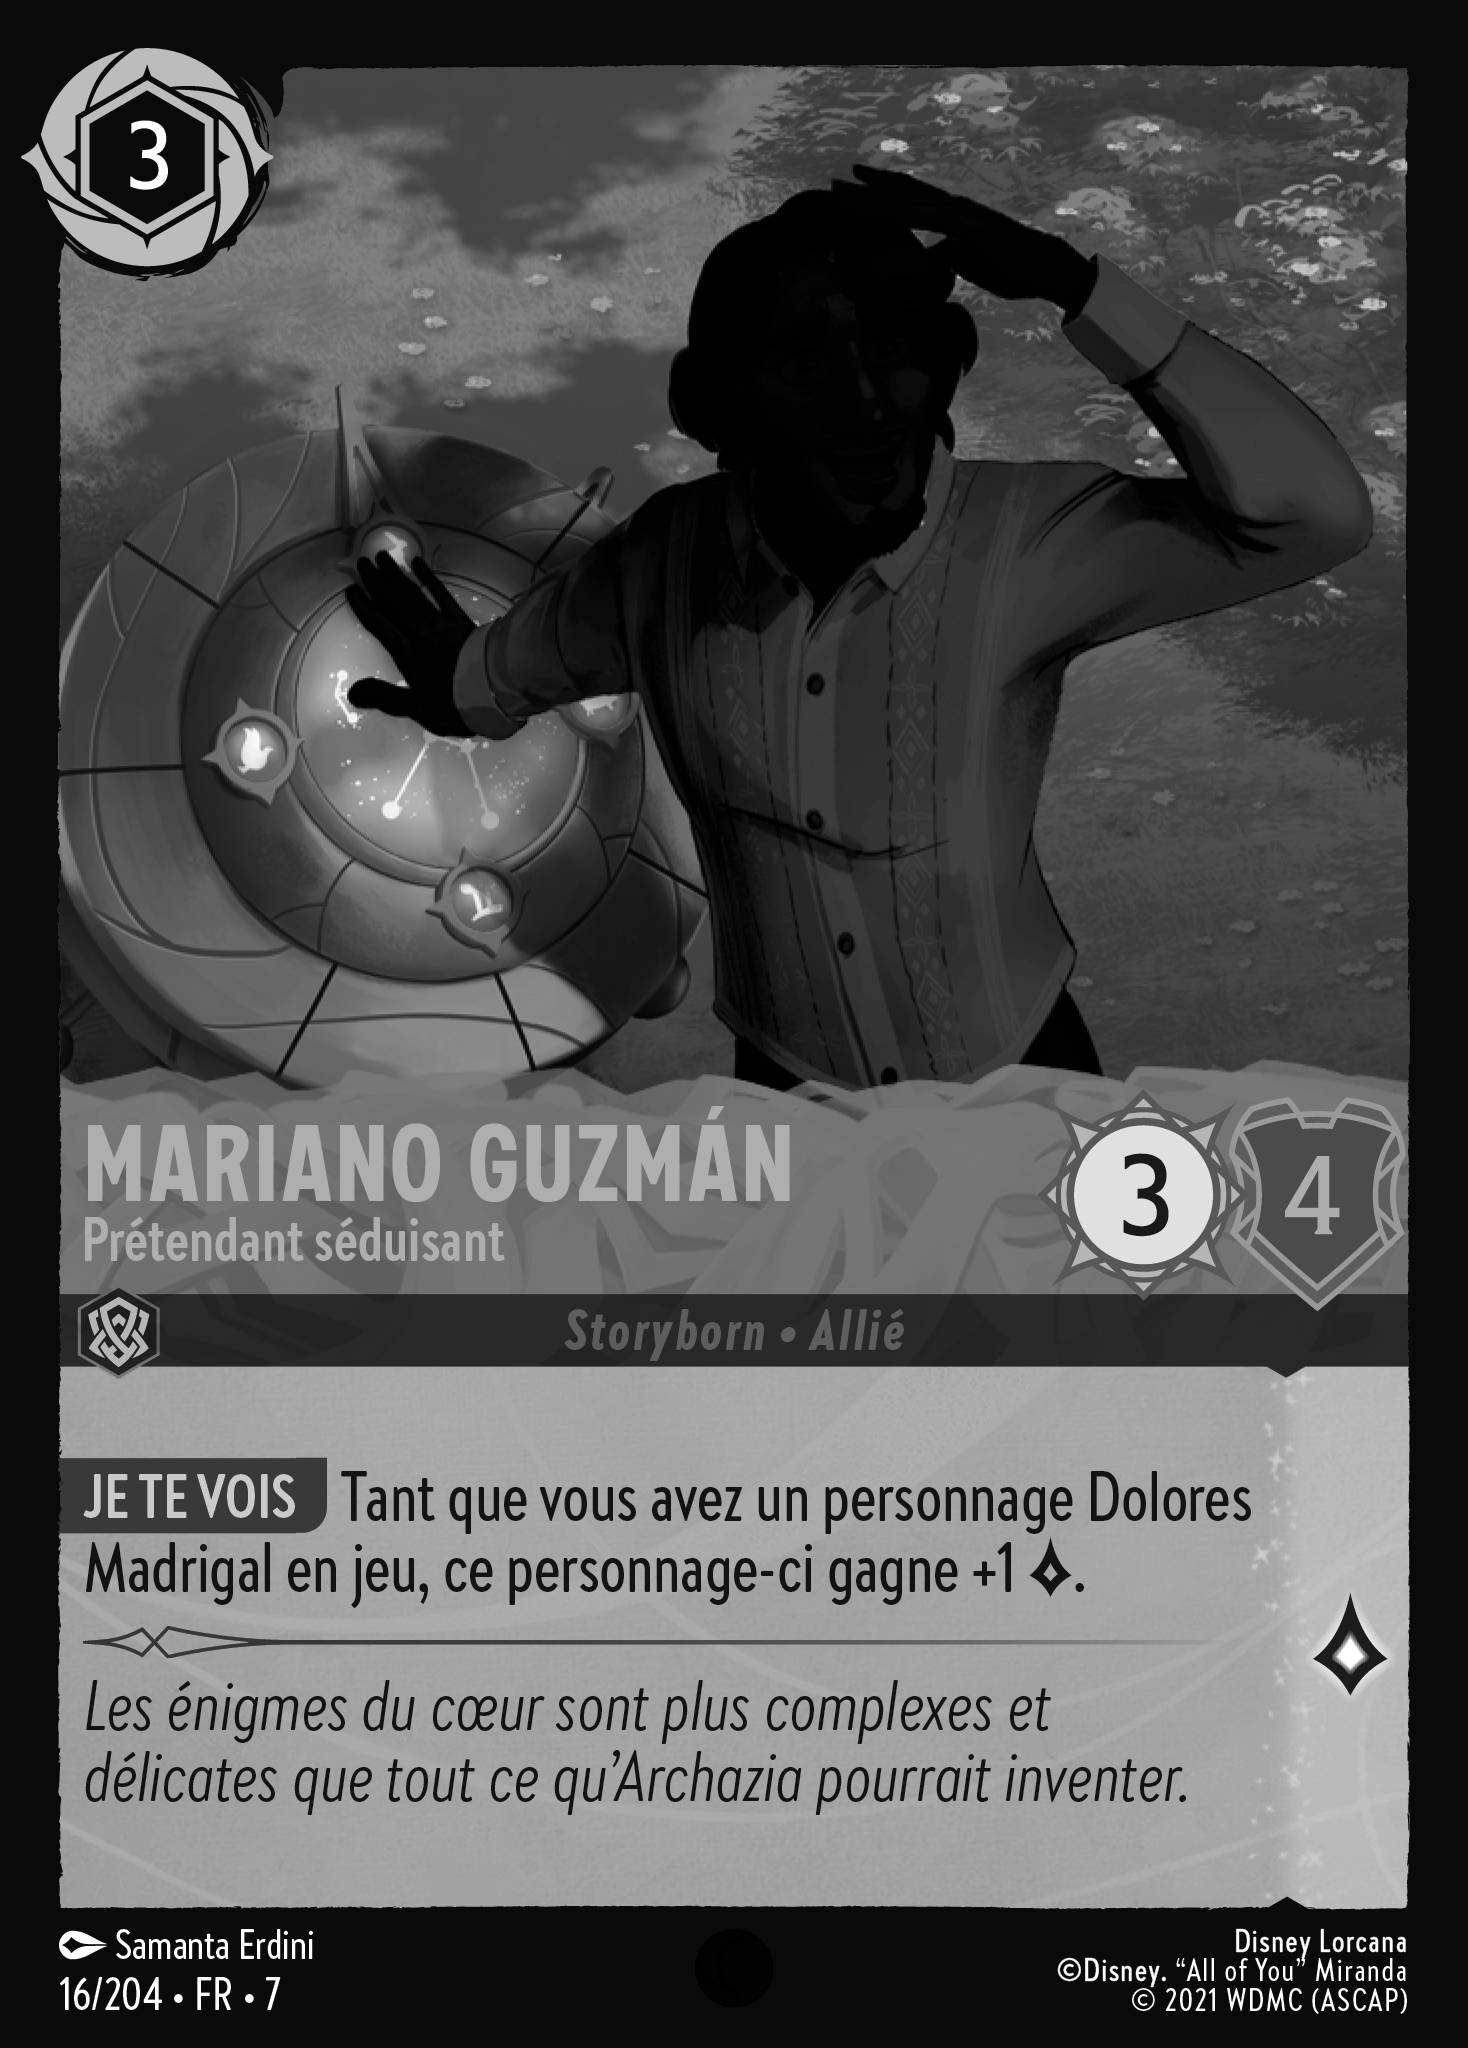 3
MARIANO GUZMÁN
Prétendant séduisant
3
4
Storyborn • Allié
JE TE VOIS Tant que vous avez un personnage Dolores
Madrigal en jeu, ce personnage-ci gagne +1 .
Les énigmes du cœur sont plus complexes et
délicates que tout ce qu’Archazia pourrait inventer.
Samanta Erdini
16/204 • FR • 7
Disney Lorcana
©Disney. “All of You” Miranda
© 2021 WDMC (ASCAP)